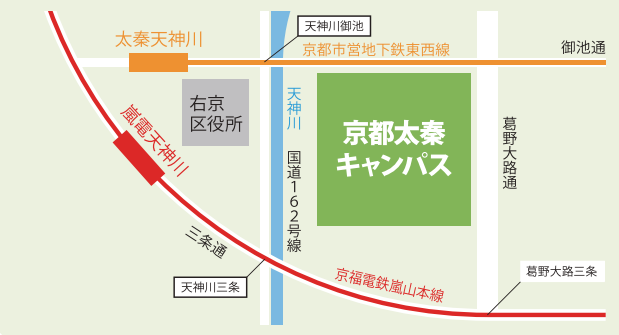 天神川御池
太秦天神川
京都市営地下鉄東西線
御池通
右京
区役所
天神川
嵐電天神川
京都太秦
キャンパス
葛野大路通
国道162号線
三条通
天神川三条
京福電鉄嵐山本線
葛野大路三条